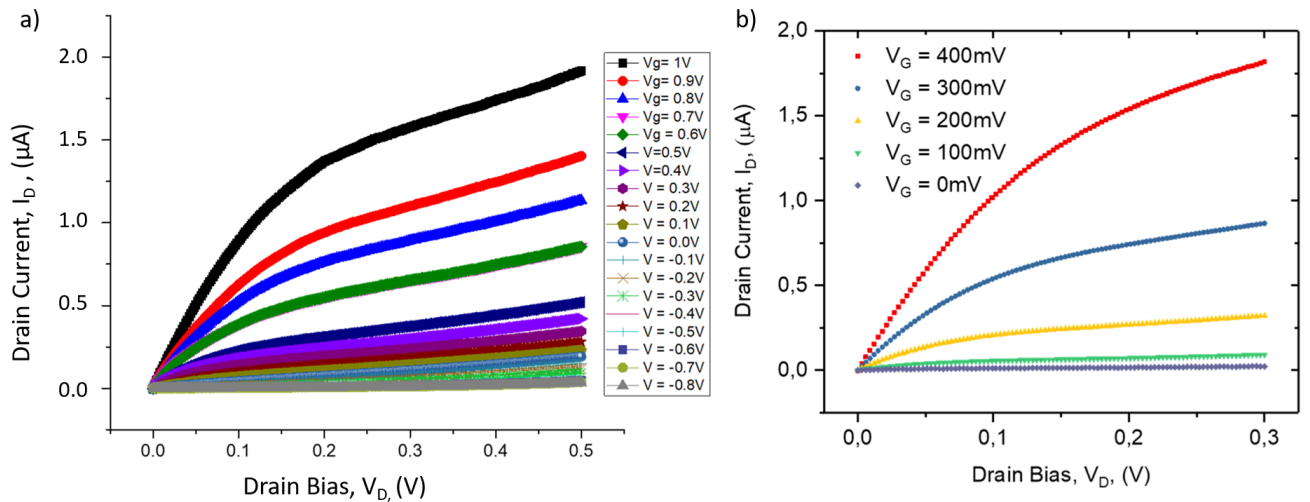 a)
Drain Current, I_D , (μA)
2.0
1.5
1.0
0.5
0.0
0.0 0.1 0.2 0.3 0.4 0.5
Drain Bias, V_D, (V)
Vg= 1V
Vg= 0.9V
Vg= 0.8V
Vg= 0.7V
Vg = 0.6V
V=0.5V
V=0.4V
V = 0.3V
V = 0.2V
V = 0.1V
V = 0.0V
V = -0.1V
V = -0.2V
V = -0.3V
V = -0.4V
V = -0.5V
V = -0.6V
V = -0.7V
V = -0.8V
b)
Drain Current, I_D, (μA)
2,0
1,5
1,0
0,5
0,0
V_G = 400mV
V_G = 300mV
V_G = 200mV
V_G = 100mV
V_G = 0mV
0,0 0,1 0,2 0,3
Drain Bias, V_D, (V)